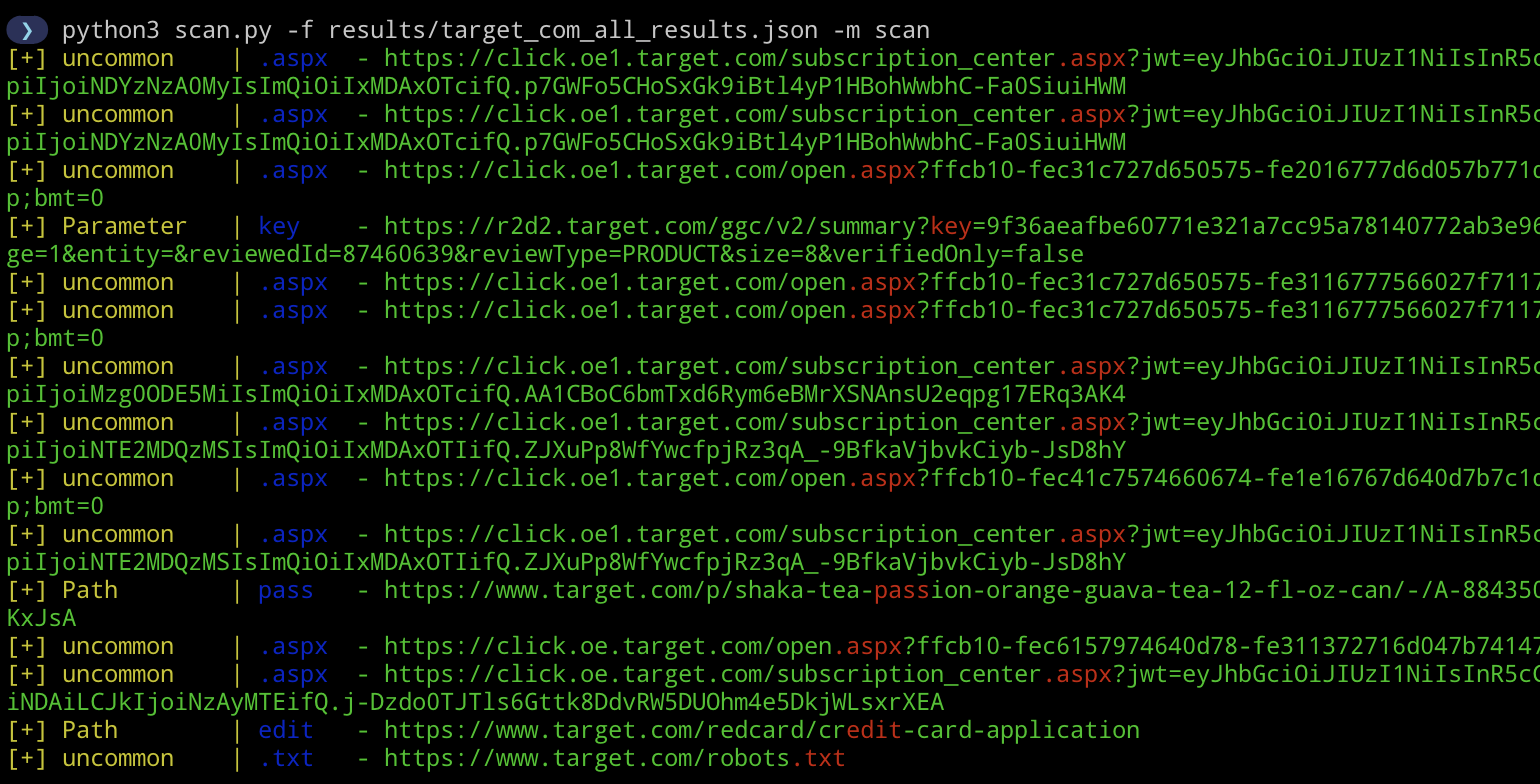 ❯ python3 scan.py -f results/target_com_all_results.json -m scan
[+] uncommon | .aspx - https://click.oe1.target.com/subscription_center.aspx?jwt=eyJhbGciOiJIUzI1NiIsInR5c
piIjoiNDYzNzA0MyIsImQiOiIxMDAxOTcifQ.p7GWFo5CHoSxGk9iBtl4yP1HBohWwbhC-Fa0SiuiHWM
[+] uncommon | .aspx - https://click.oe1.target.com/subscription_center.aspx?jwt=eyJhbGciOiJIUzI1NiIsInR5c
piIjoiNDYzNzA0MyIsImQiOiIxMDAxOTcifQ.p7GWFo5CHoSxGk9iBtl4yP1HBohWwbhC-Fa0SiuiHWM
[+] uncommon | .aspx - https://click.oe1.target.com/open.aspx?ffcb10-fec31c727d650575-fe2016777d6d057b771d
p;bmt=0
[+] Parameter | key - https://r2d2.target.com/ggc/v2/summary?key=9f36aeafbe60771e321a7cc95a78140772ab3e96
ge=1&entity=&reviewedId=87460639&reviewType=PRODUCT&size=8&verifiedOnly=false
[+] uncommon | .aspx - https://click.oe1.target.com/open.aspx?ffcb10-fec31c727d650575-fe3116777566027f7117
[+] uncommon | .aspx - https://click.oe1.target.com/open.aspx?ffcb10-fec31c727d650575-fe3116777566027f7117
p;bmt=0
[+] uncommon | .aspx - https://click.oe1.target.com/subscription_center.aspx?jwt=eyJhbGciOiJIUzI1NiIsInR5c
piIjoiMzg0ODE5MiIsImQiOiIxMDAxOTcifQ.AA1CBoC6bmTxd6Rym6eBMrXSNAnsU2eqpg17ERq3AK4
[+] uncommon | .aspx - https://click.oe1.target.com/subscription_center.aspx?jwt=eyJhbGciOiJIUzI1NiIsInR5c
piIjoiNTE2MDQzMSIsImQiOiIxMDAxOTIifQ.ZJXuPp8WfYwcfpjRz3qA_-9BfkaVjbvkCiyb-JsD8hY
[+] uncommon | .aspx - https://click.oe1.target.com/open.aspx?ffcb10-fec41c7574660674-fe1e16767d640d7b7c1d
p;bmt=0
[+] uncommon | .aspx - https://click.oe1.target.com/subscription_center.aspx?jwt=eyJhbGciOiJIUzI1NiIsInR5c
piIjoiNTE2MDQzMSIsImQiOiIxMDAxOTIifQ.ZJXuPp8WfYwcfpjRz3qA_-9BfkaVjbvkCiyb-JsD8hY
[+] Path | pass - https://www.target.com/p/shaka-tea-passion-orange-guava-tea-12-fl-oz-can/-/A-884350
KxJsA
[+] uncommon | .aspx - https://click.oe.target.com/open.aspx?ffcb10-fec6157974640d78-fe311372716d047b74147
[+] uncommon | .aspx - https://click.oe.target.com/subscription_center.aspx?jwt=eyJhbGciOiJIUzI1NiIsInR5cC
iNDAiLCJkIjoiNzAyMTEifQ.j-Dzdo0TJTls6Gttk8DdvRW5DUOhm4e5DkjWLsxrXEA
[+] Path | edit - https://www.target.com/redcard/credit-card-application
[+] uncommon | .txt - https://www.target.com/robots.txt